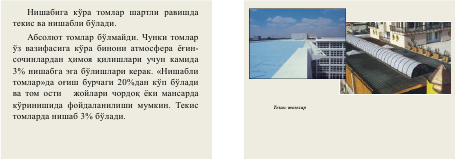 Нишабига кўра томлар шартли равишда
текис ва нишабли бўлади.
Абсолют томлар бўлмайди. Чунки томлар
ўз вазифасига кўра бинони атмосфера ёғин-
сочинлардан ҳимоя қилишлари учун камида
3% нишабга эга бўлишлари керак. «Нишабли
томлар»да оғиш бурчаги 20%дан кўп бўлади
ва том ости жойлари чордоқ ёки мансарда
кўринишида фойдаланилиши мумкин. Текис
томларда нишаб 3% бўлади.
Текис томлар